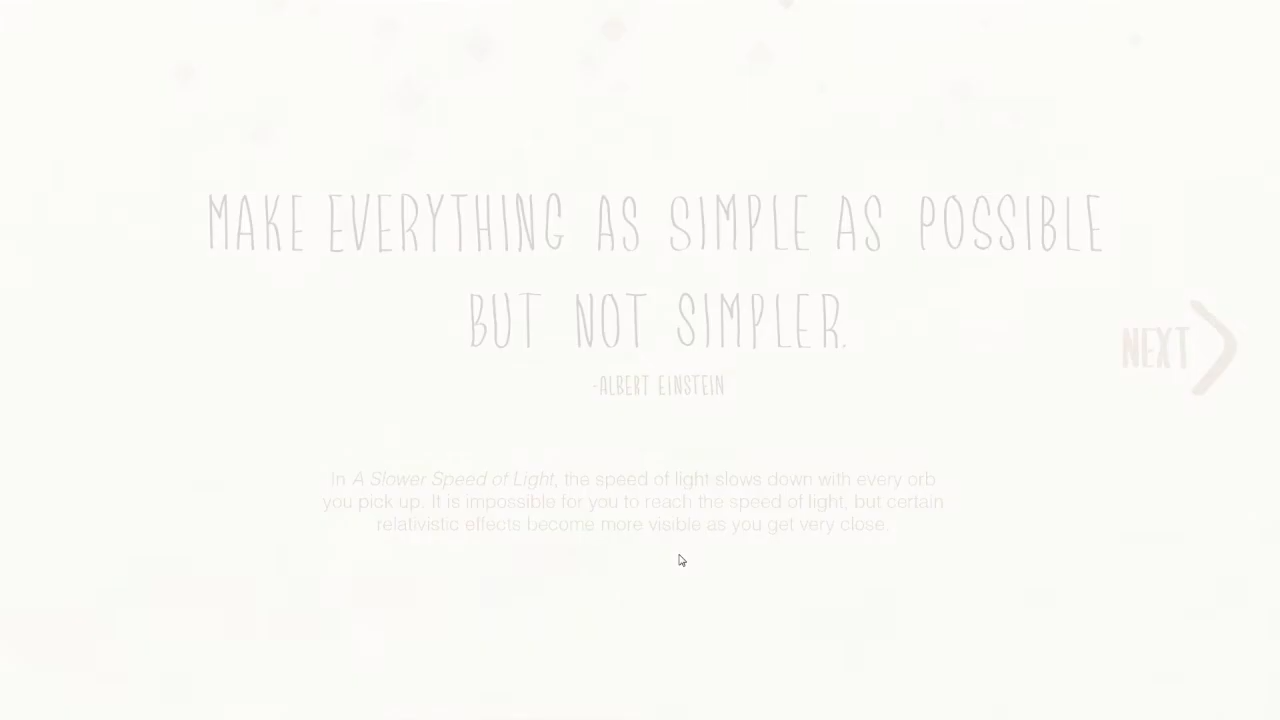 MAKE EVERYTHING AS SIMPLE AS POSSIBLE
BUT NOT SIMPLER.
-ALBERT EINSTEIN
NEXT
In A Slower Speed of Light, the speed of light slows down with every orb
you pick up. It is impossible for you to reach the speed of light, but certain
relativistic effects become more visible as you get very close.